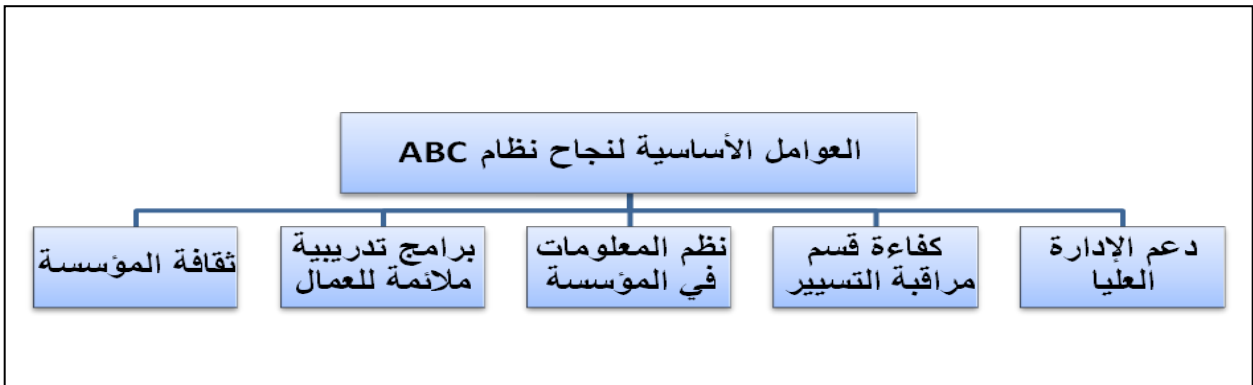 العوامل الأساسية لنجاح نظام ABC
دعم الإدارة
العليا
كفاءة قسم
مراقبة التسيير
نظم المعلومات
في المؤسسة
برامج تدريبية
ملائمة للعمال
ثقافة المؤسسة